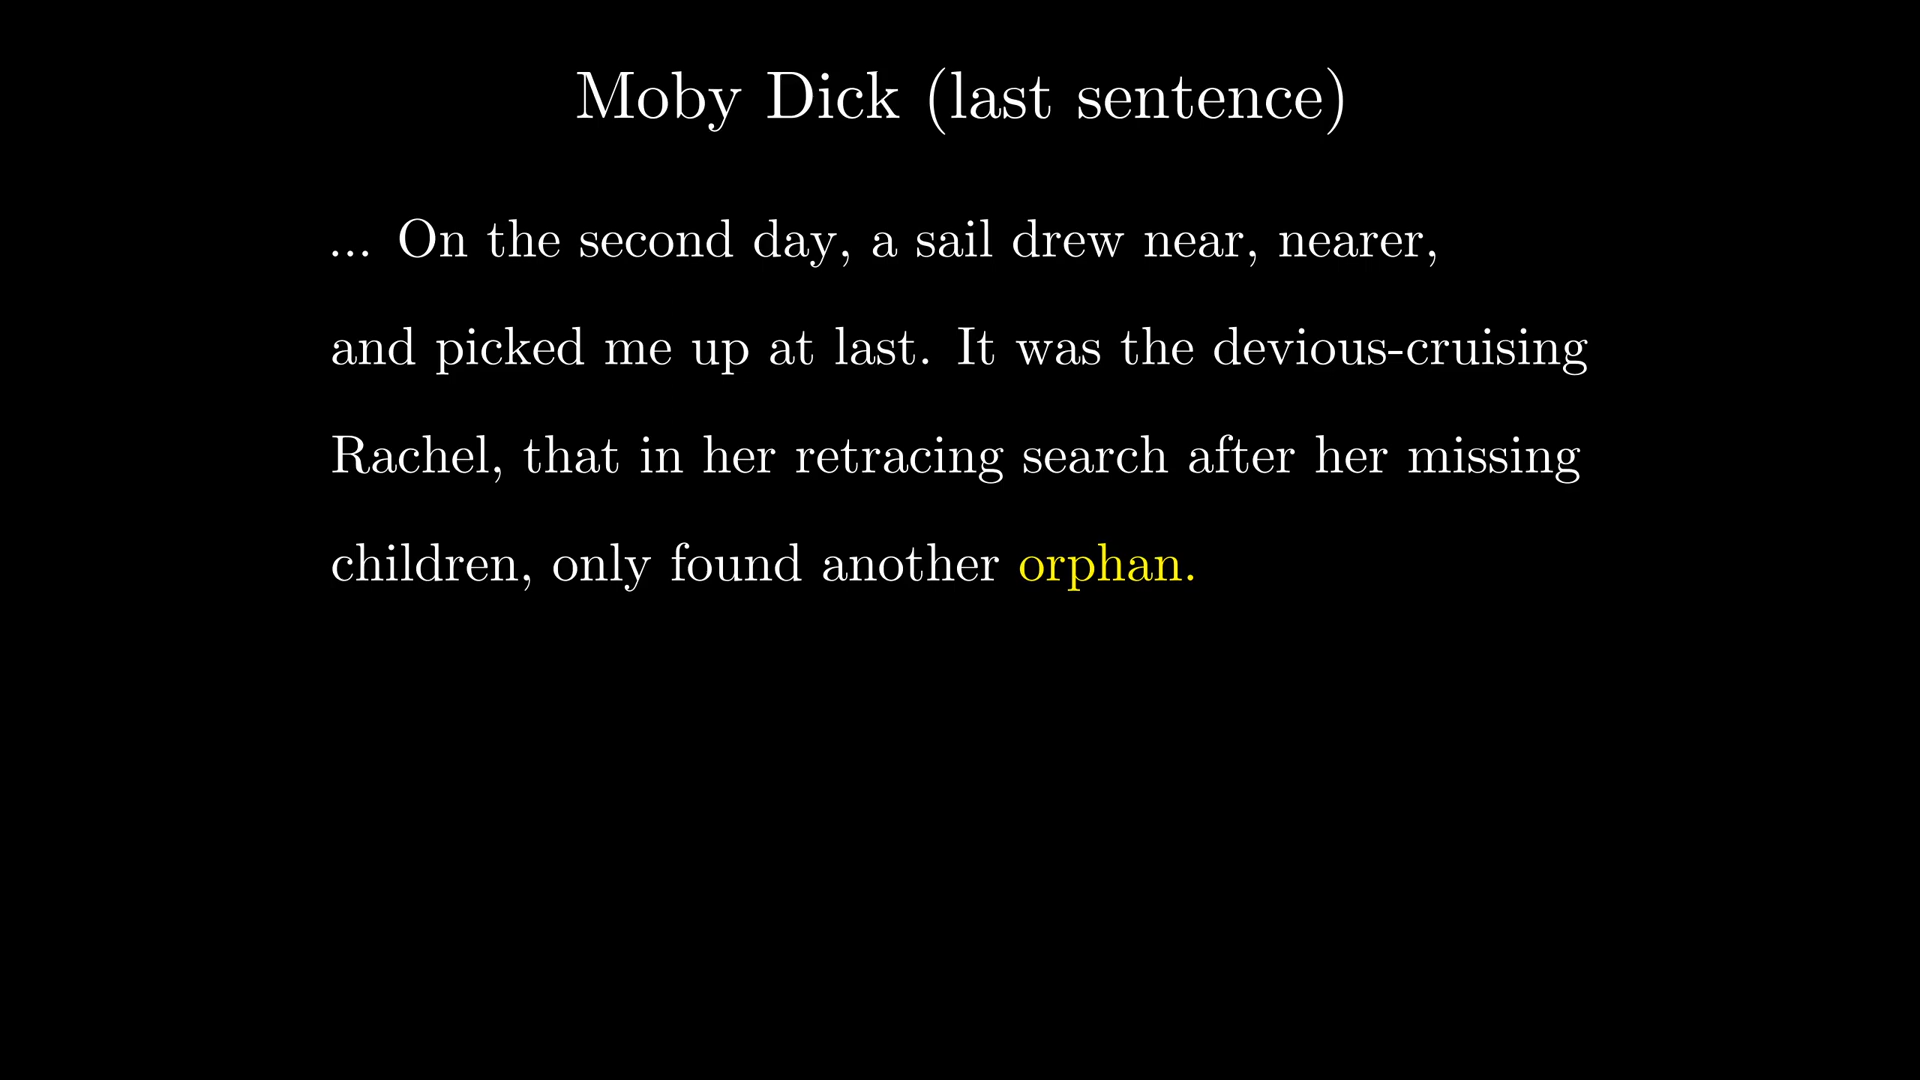 Moby Dick (last sentence)
... On the second day, a sail drew near, nearer,
and picked me up at last. It was the devious-cruising
Rachel, that in her retracing search after her missing
children, only found another orphan.